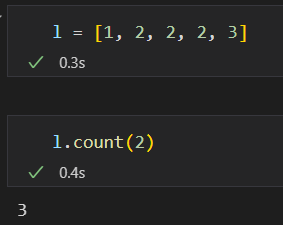 l = [1, 2, 2, 2, 3]
0.3s
l.count(2)
0.4s
3